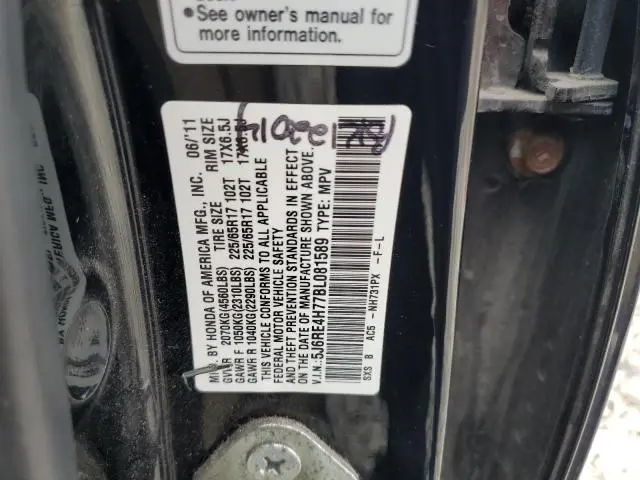 • See owner's manual for
more information.
MFD. BY HONDA OF AMERICA MFG., INC. 06/'11
GVWR 2070KG(4560LBS) TIRE SIZE RIM SIZE
GAWR F 1050KG(2310LBS) 225/65R17 102T 17X6.5J
GAWR R 1040KG(2290LBS) 225/65R17 102T 17X6.5J
THIS VEHICLE CONFORMS TO ALL APPLICABLE
FEDERAL MOTOR VEHICLE SAFETY
AND THEFT PREVENTION STANDARDS IN EFFECT
ON THE DATE OF MANUFACTURE SHOWN ABOVE.
V.I.N.: 5J6RE4H77BL081589 TYPE: MPV
SXS B AC5 -NH731PX -F-L